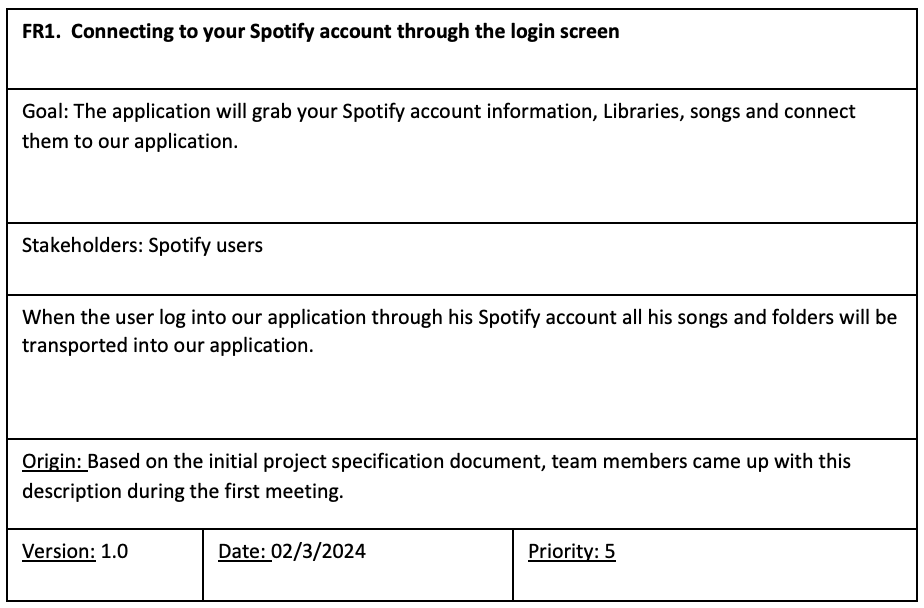 FR1.  Connecting to your Spotify account through the login screen
Goal: The application will grab your Spotify account information, Libraries, songs and connect
them to our application.
Stakeholders: Spotify users
When the user log into our application through his Spotify account all his songs and folders will be
transported into our application.
Origin: Based on the initial project specification document, team members came up with this
description during the first meeting.
Version: 1.0
Date: 02/3/2024
Priority: 5